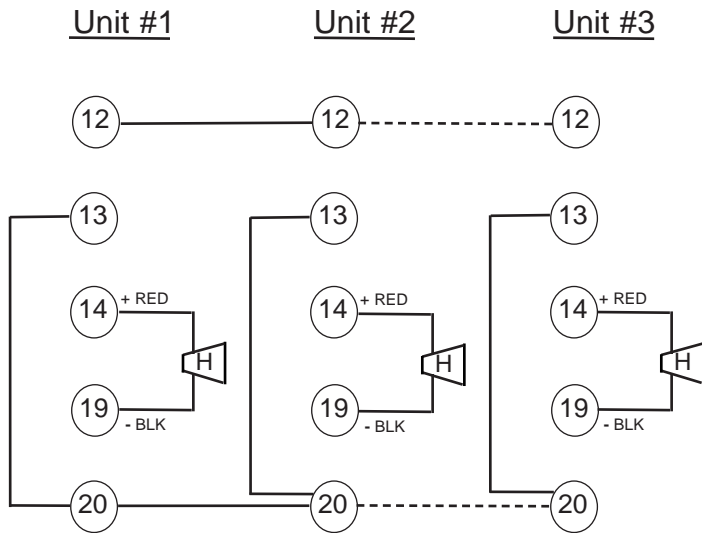 Unit #1 Unit #2 Unit #3
12 12 12
13 13 13
14 + RED 14 + RED 14 + RED
H H H
19 - BLK 19 - BLK 19 - BLK
20 20 20